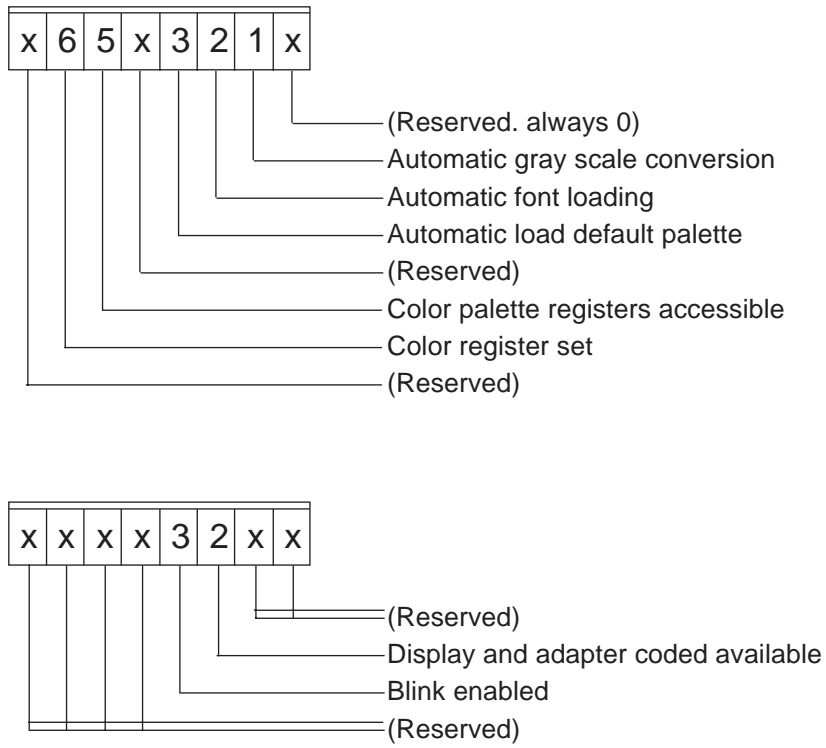 x 6 5 x 3 2 1 x
(Reserved. always 0)
Automatic gray scale conversion
Automatic font loading
Automatic load default palette
(Reserved)
Color palette registers accessible
Color register set
(Reserved)
x x x x 3 2 x x
(Reserved)
Display and adapter coded available
Blink enabled
(Reserved)